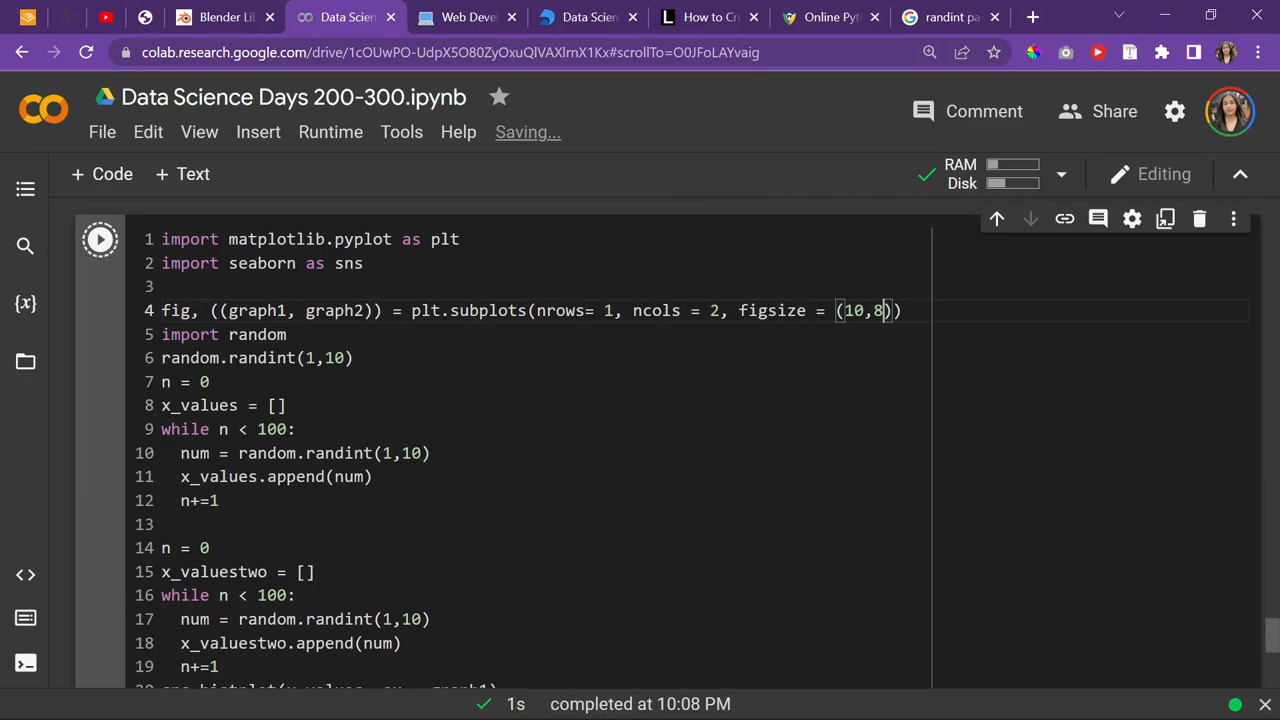 Blender Li
Data Scien
Web Devel
Data Scien
How to Cr
Online Pyt
randint pa
colab.research.google.com/drive/1cOUwPO-UdpX5O80ZyOxuQlVAXlrnX1Kx#scrollTo=O0JFoLAYvaig
CO
Data Science Days 200-300.ipynb
Comment
Share
File Edit View Insert Runtime Tools Help Saving...
+ Code + Text
RAM
Disk
Editing
1 import matplotlib.pyplot as plt
2 import seaborn as sns
3
4 fig, ((graph1, graph2)) = plt.subplots(nrows= 1, ncols = 2, figsize = (10,8))
5 import random
6 random.randint(1,10)
7 n = 0
8 x_values = []
9 while n < 100:
10 num = random.randint(1,10)
11 x_values.append(num)
12 n+=1
13
14 n = 0
15 x_valuestwo = []
16 while n < 100:
17 num = random.randint(1,10)
18 x_valuestwo.append(num)
19 n+=1
1s completed at 10:08 PM